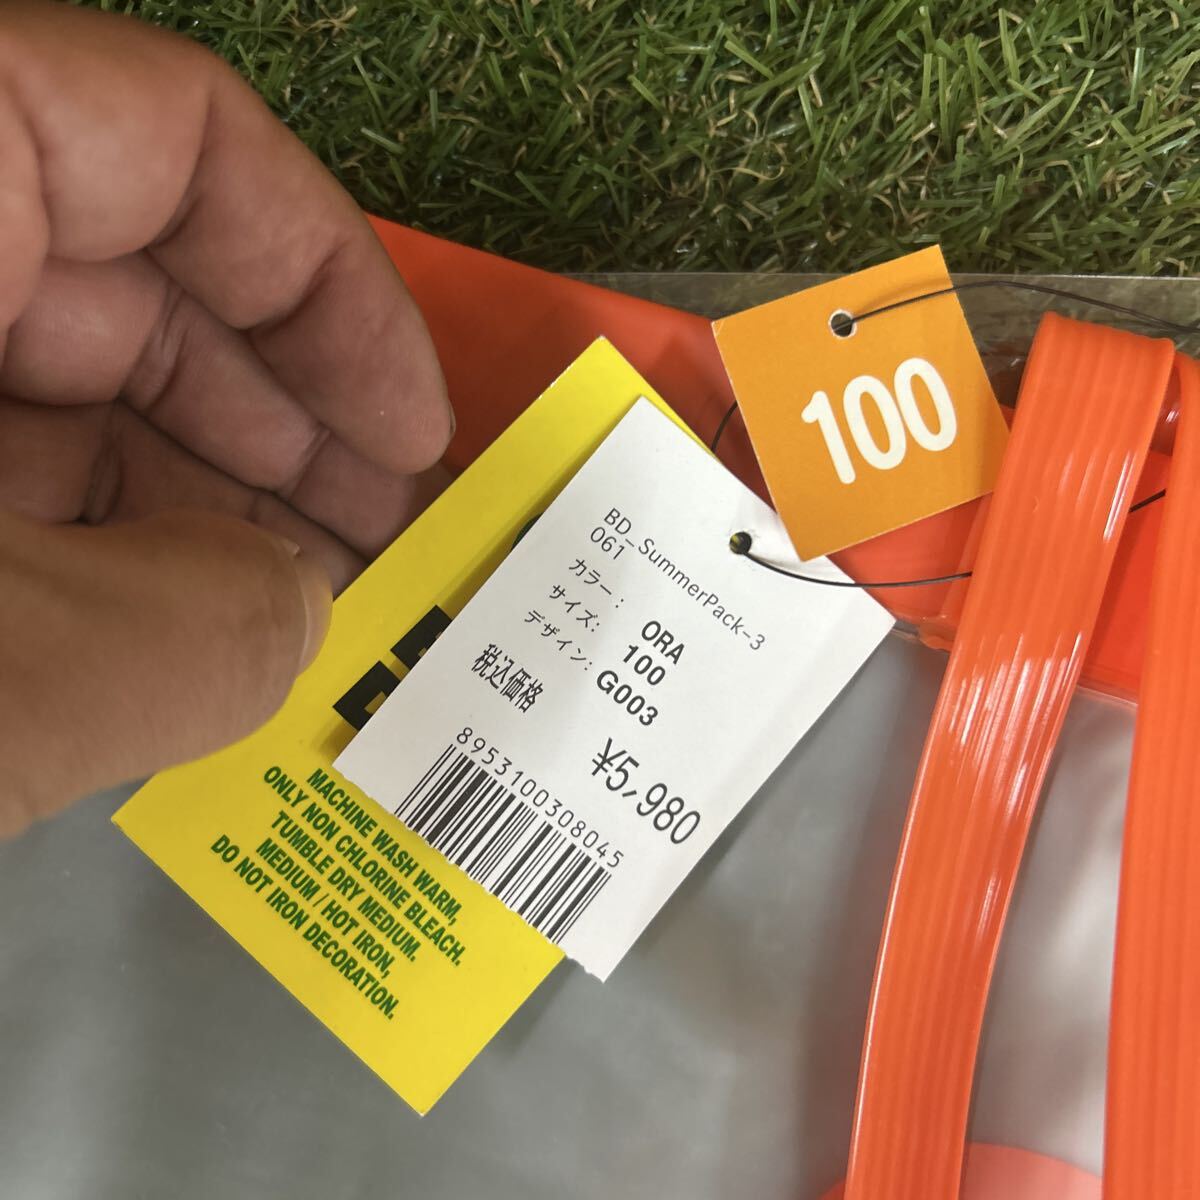 100
BD_SummerPack-3
061
カラー: ORA
サイズ: 100
デザイン: G003
税込価格
¥5,980
8953100308045
MACHINE WASH WARM,
ONLY NON CHLORINE BLEACH.
TUMBLE DRY MEDIUM.
MEDIUM / HOT IRON,
DO NOT IRON DECORATION.